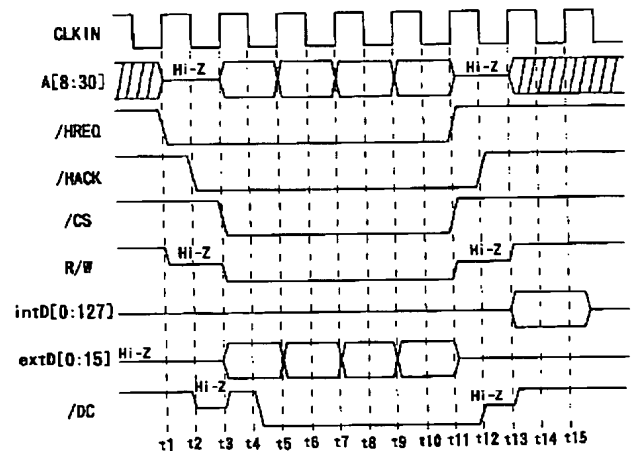 CLKIN
A[8:30]
Hi-Z
Hi-Z
/HREQ
/HACK
/CS
R/W
Hi-Z
Hi-Z
intD[0:127]
extD[0:15]
Hi-Z
/DC
Hi-Z
Hi-Z
t1 t2 t3 t4 t5 t6 t7 t8 t9 t10 t11 t12 t13 t14 t15